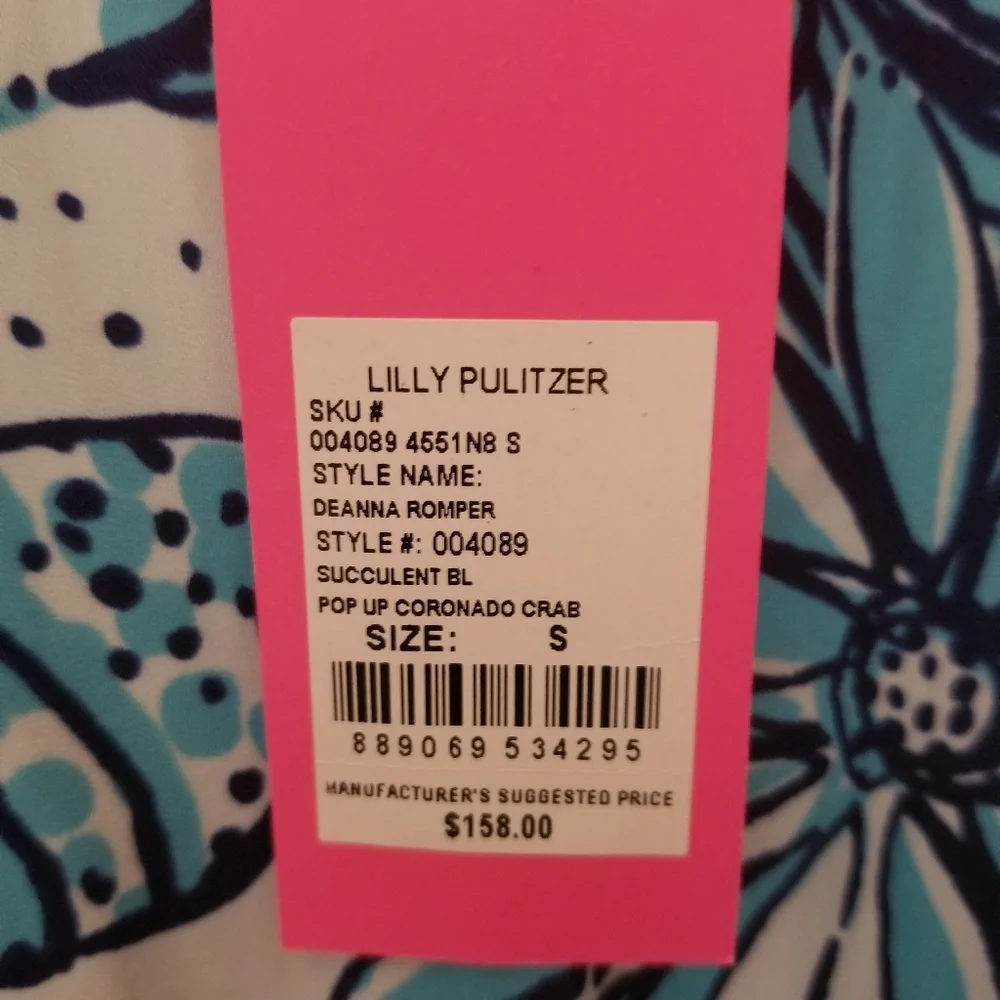 LILLY PULITZER
SKU #
004089 4551N8 S
STYLE NAME:
DEANNA ROMPER
STYLE #: 004089
SUCCULENT BL
POP UP CORONADO CRAB
SIZE: S
889069 534295
MANUFACTURER'S SUGGESTED PRICE
$158.00